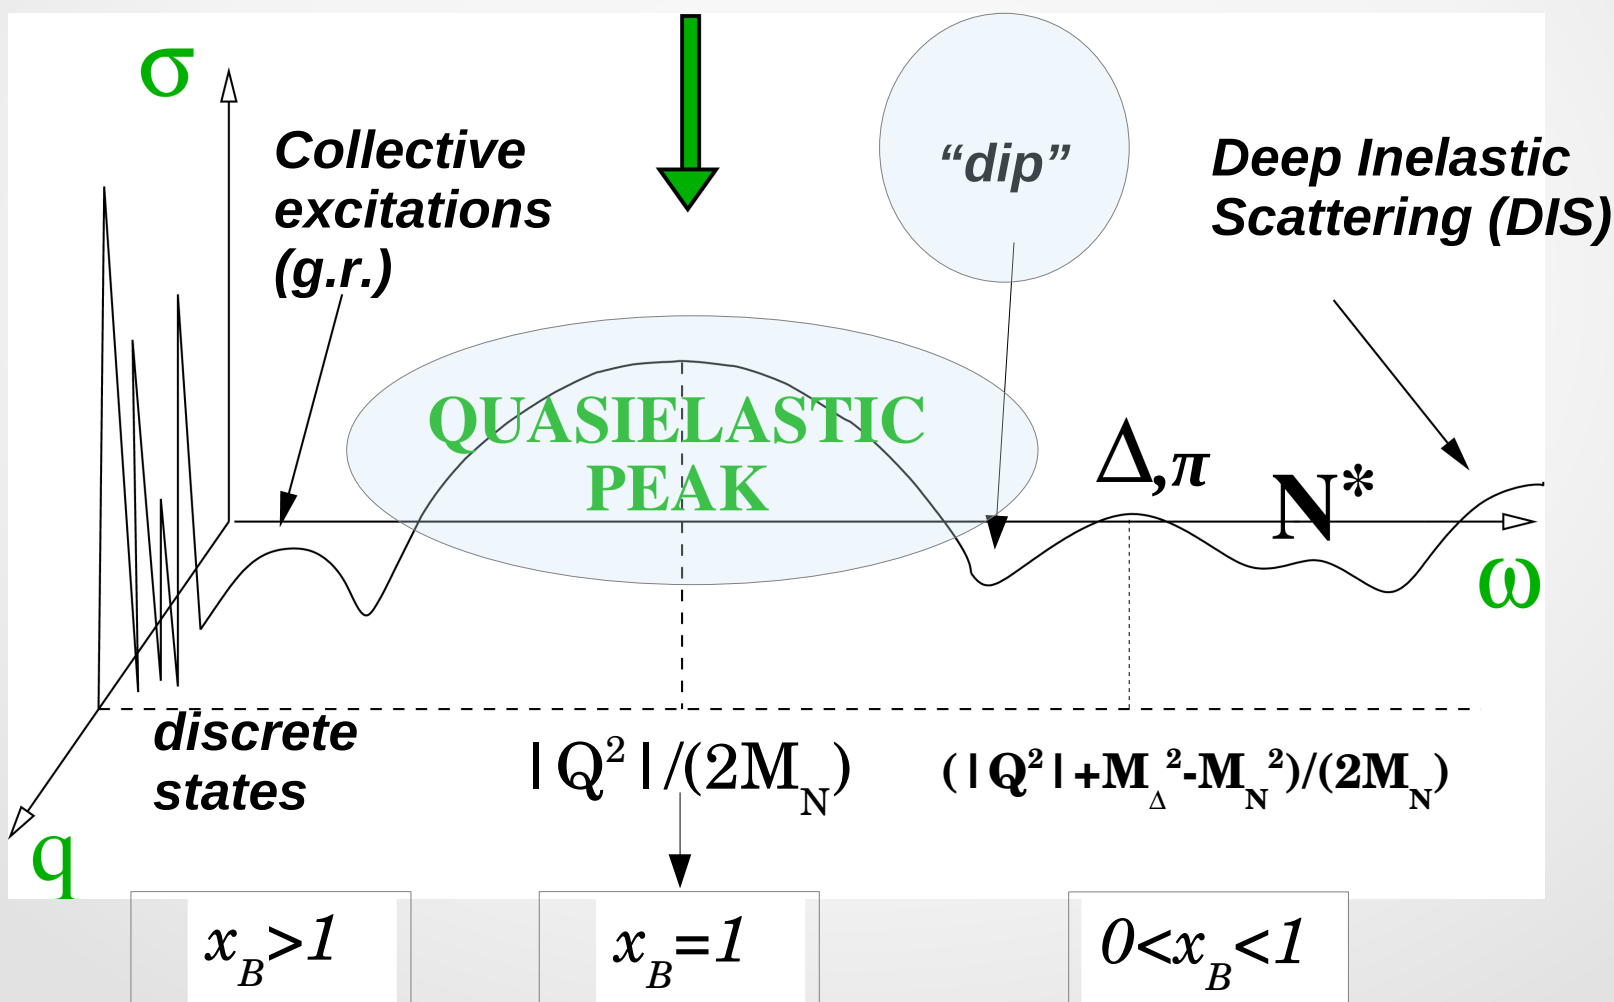 σ
Collective
excitations
(g.r.)
“dip”
Deep Inelastic
Scattering (DIS)
QUASIELASTIC
PEAK
Δ,π
N*
ω
discrete
states
|Q²|/(2M_N)
(|Q²|+M_Δ²-M_N²)/(2M_N)
q
x_B>1
x_B=1
0<x_B<1